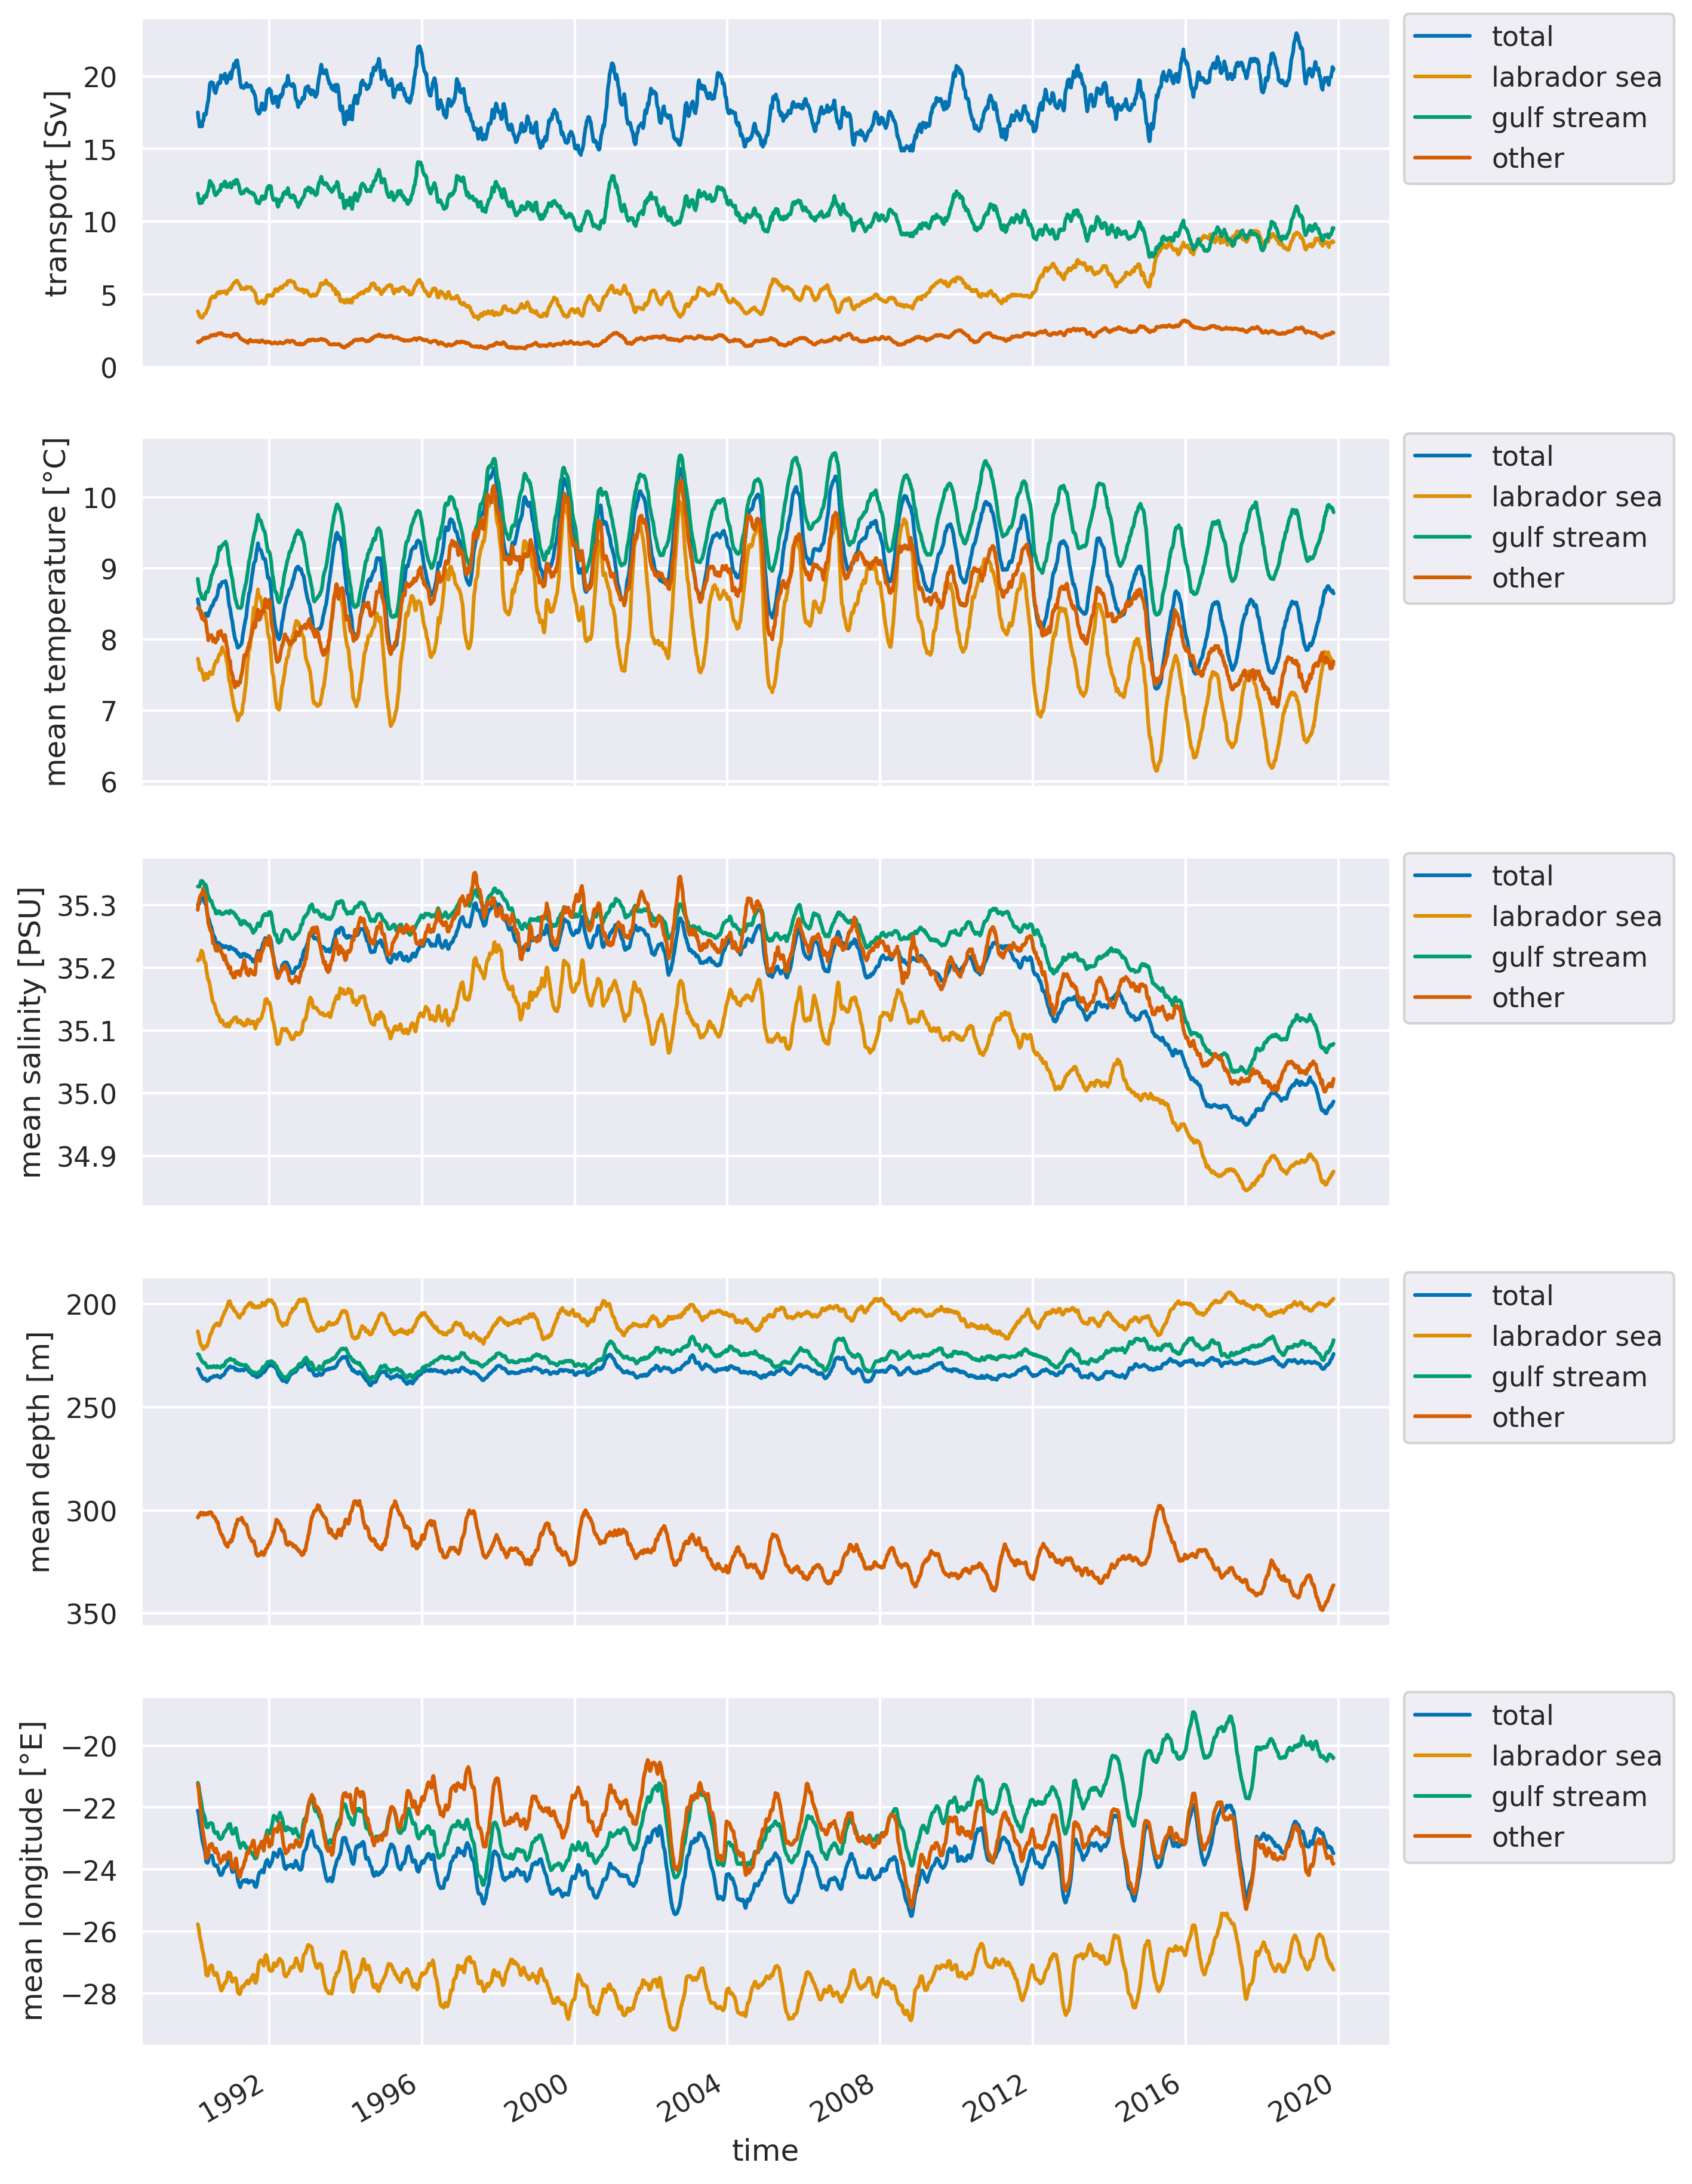 transport [Sv]
20
15
10
5
0
total
labrador sea
gulf stream
other
mean temperature [°C]
10
9
8
7
6
total
labrador sea
gulf stream
other
mean salinity [PSU]
35.3
35.2
35.1
35.0
34.9
total
labrador sea
gulf stream
other
mean depth [m]
200
250
300
350
total
labrador sea
gulf stream
other
mean longitude [°E]
−20
−22
−24
−26
−28
total
labrador sea
gulf stream
other
1992
1996
2000
2004
2008
2012
2016
2020
time